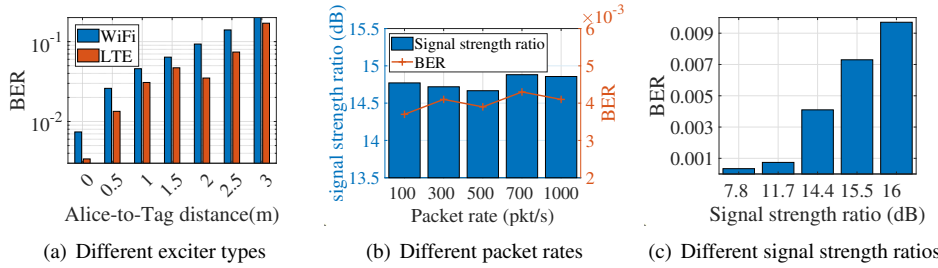 WiFi
LTE
10^-1
10^-2
BER
0 0.5 1 1.5 2 2.5 3
Alice-to-Tag distance(m)
(a) Different exciter types
×10^-3
15.5
15
14.5
14
13.5
signal strength ratio (dB)
Signal strength ratio
BER
6
5
4
3
2
BER
100 300 500 700 1000
Packet rate (pkt/s)
(b) Different packet rates
0.009
0.007
0.005
0.003
0.001
BER
7.8 11.7 14.4 15.5 16
Signal strength ratio (dB)
(c) Different signal strength ratios